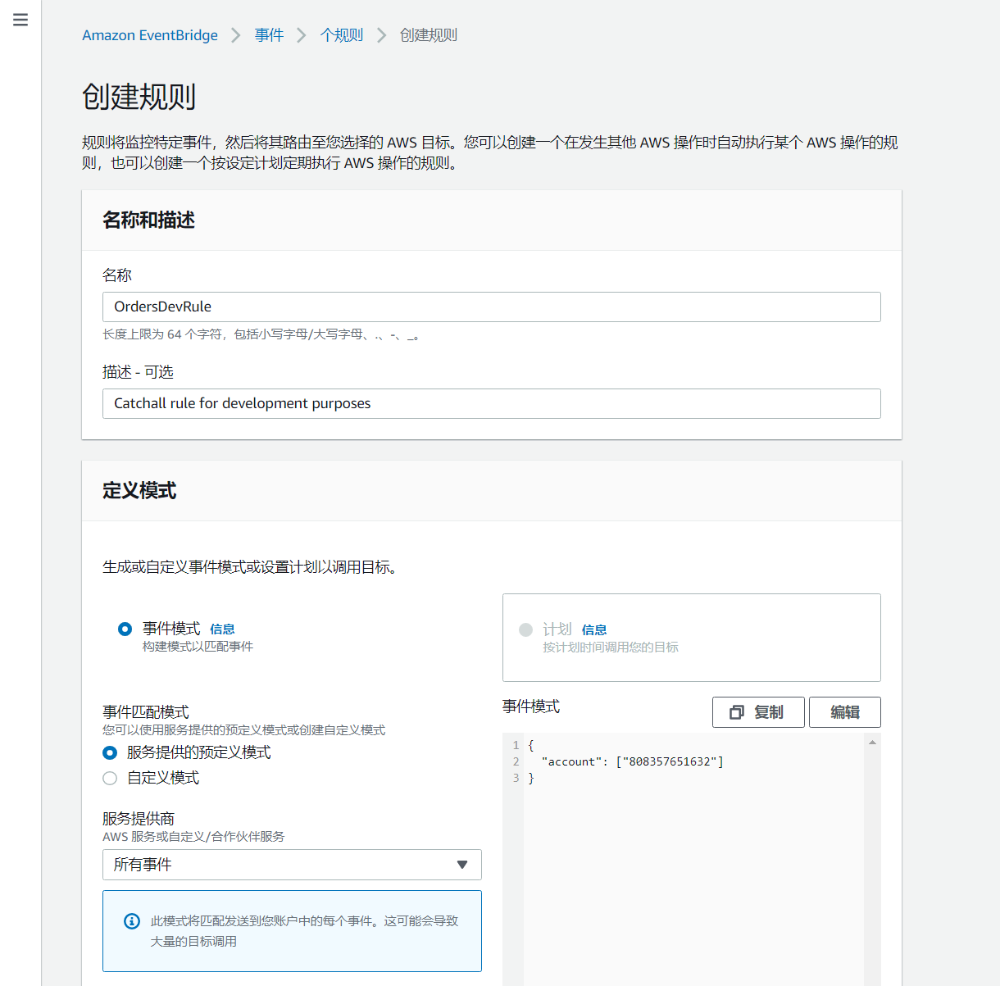 Amazon EventBridge > 事件 > 个规则 > 创建规则
创建规则
规则将监控特定事件，然后将其路由至您选择的 AWS 目标。您可以创建一个在发生其他 AWS 操作时自动执行某个 AWS 操作的规
则，也可以创建一个按设定计划定期执行 AWS 操作的规则。
名称和描述
名称
OrdersDevRule
长度上限为 64 个字符，包括小写字母/大写字母、.、-、_。
描述 - 可选
Catchall rule for development purposes
定义模式
生成或自定义事件模式或设置计划以调用目标。
事件模式 信息
构建模式以匹配事件
计划 信息
按计划时间调用您的目标
事件匹配模式
您可以使用服务提供的预定义模式或创建自定义模式
服务提供的预定义模式
自定义模式
服务提供商
AWS 服务或自定义/合作伙伴服务
所有事件
此模式将匹配发送到您账户中的每个事件。这可能会导致
大量的目标调用
事件模式
复制
编辑
1 {
2 "account": ["808357651632"]
3 }